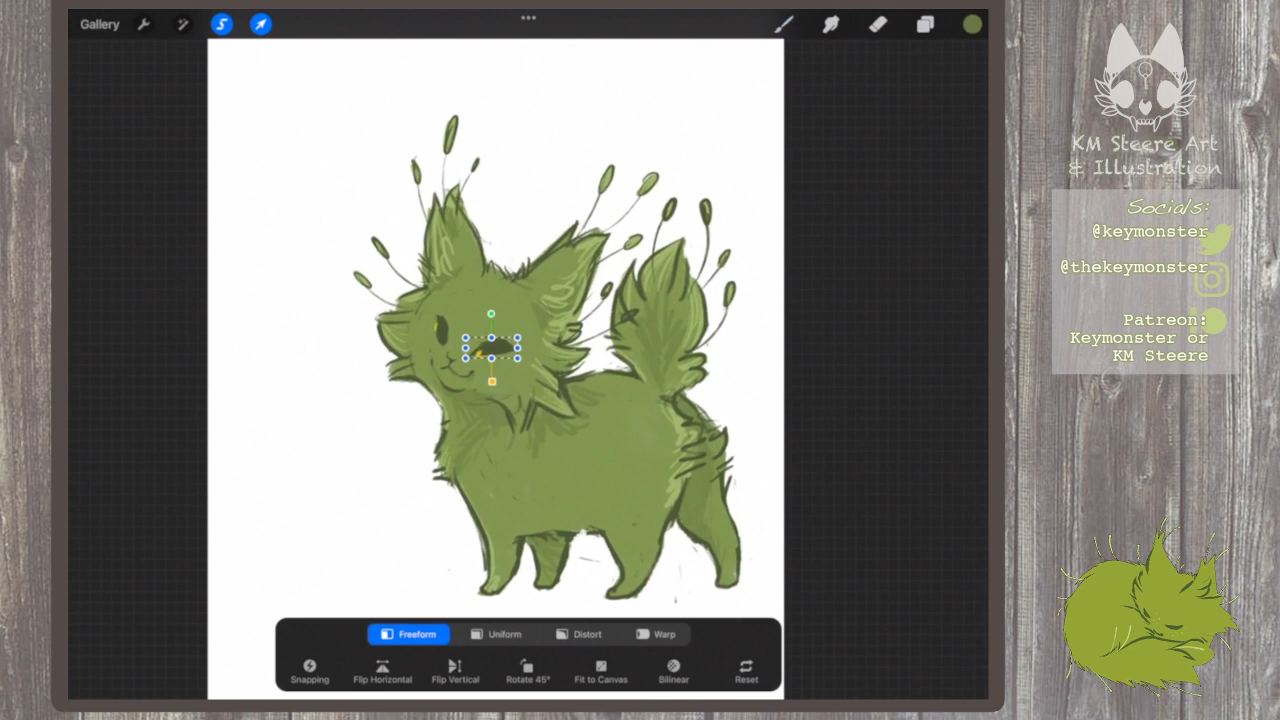 Gallery
KM Steere Art
& Illustration
Socials:
@keymonster
@thekeymonster
Patreon:
Keymonster or
KM Steere
Freeform
Uniform
Distort
Warp
Snapping
Flip Horizontal
Flip Vertical
Rotate 45°
Fit to Canvas
Bilinear
Reset